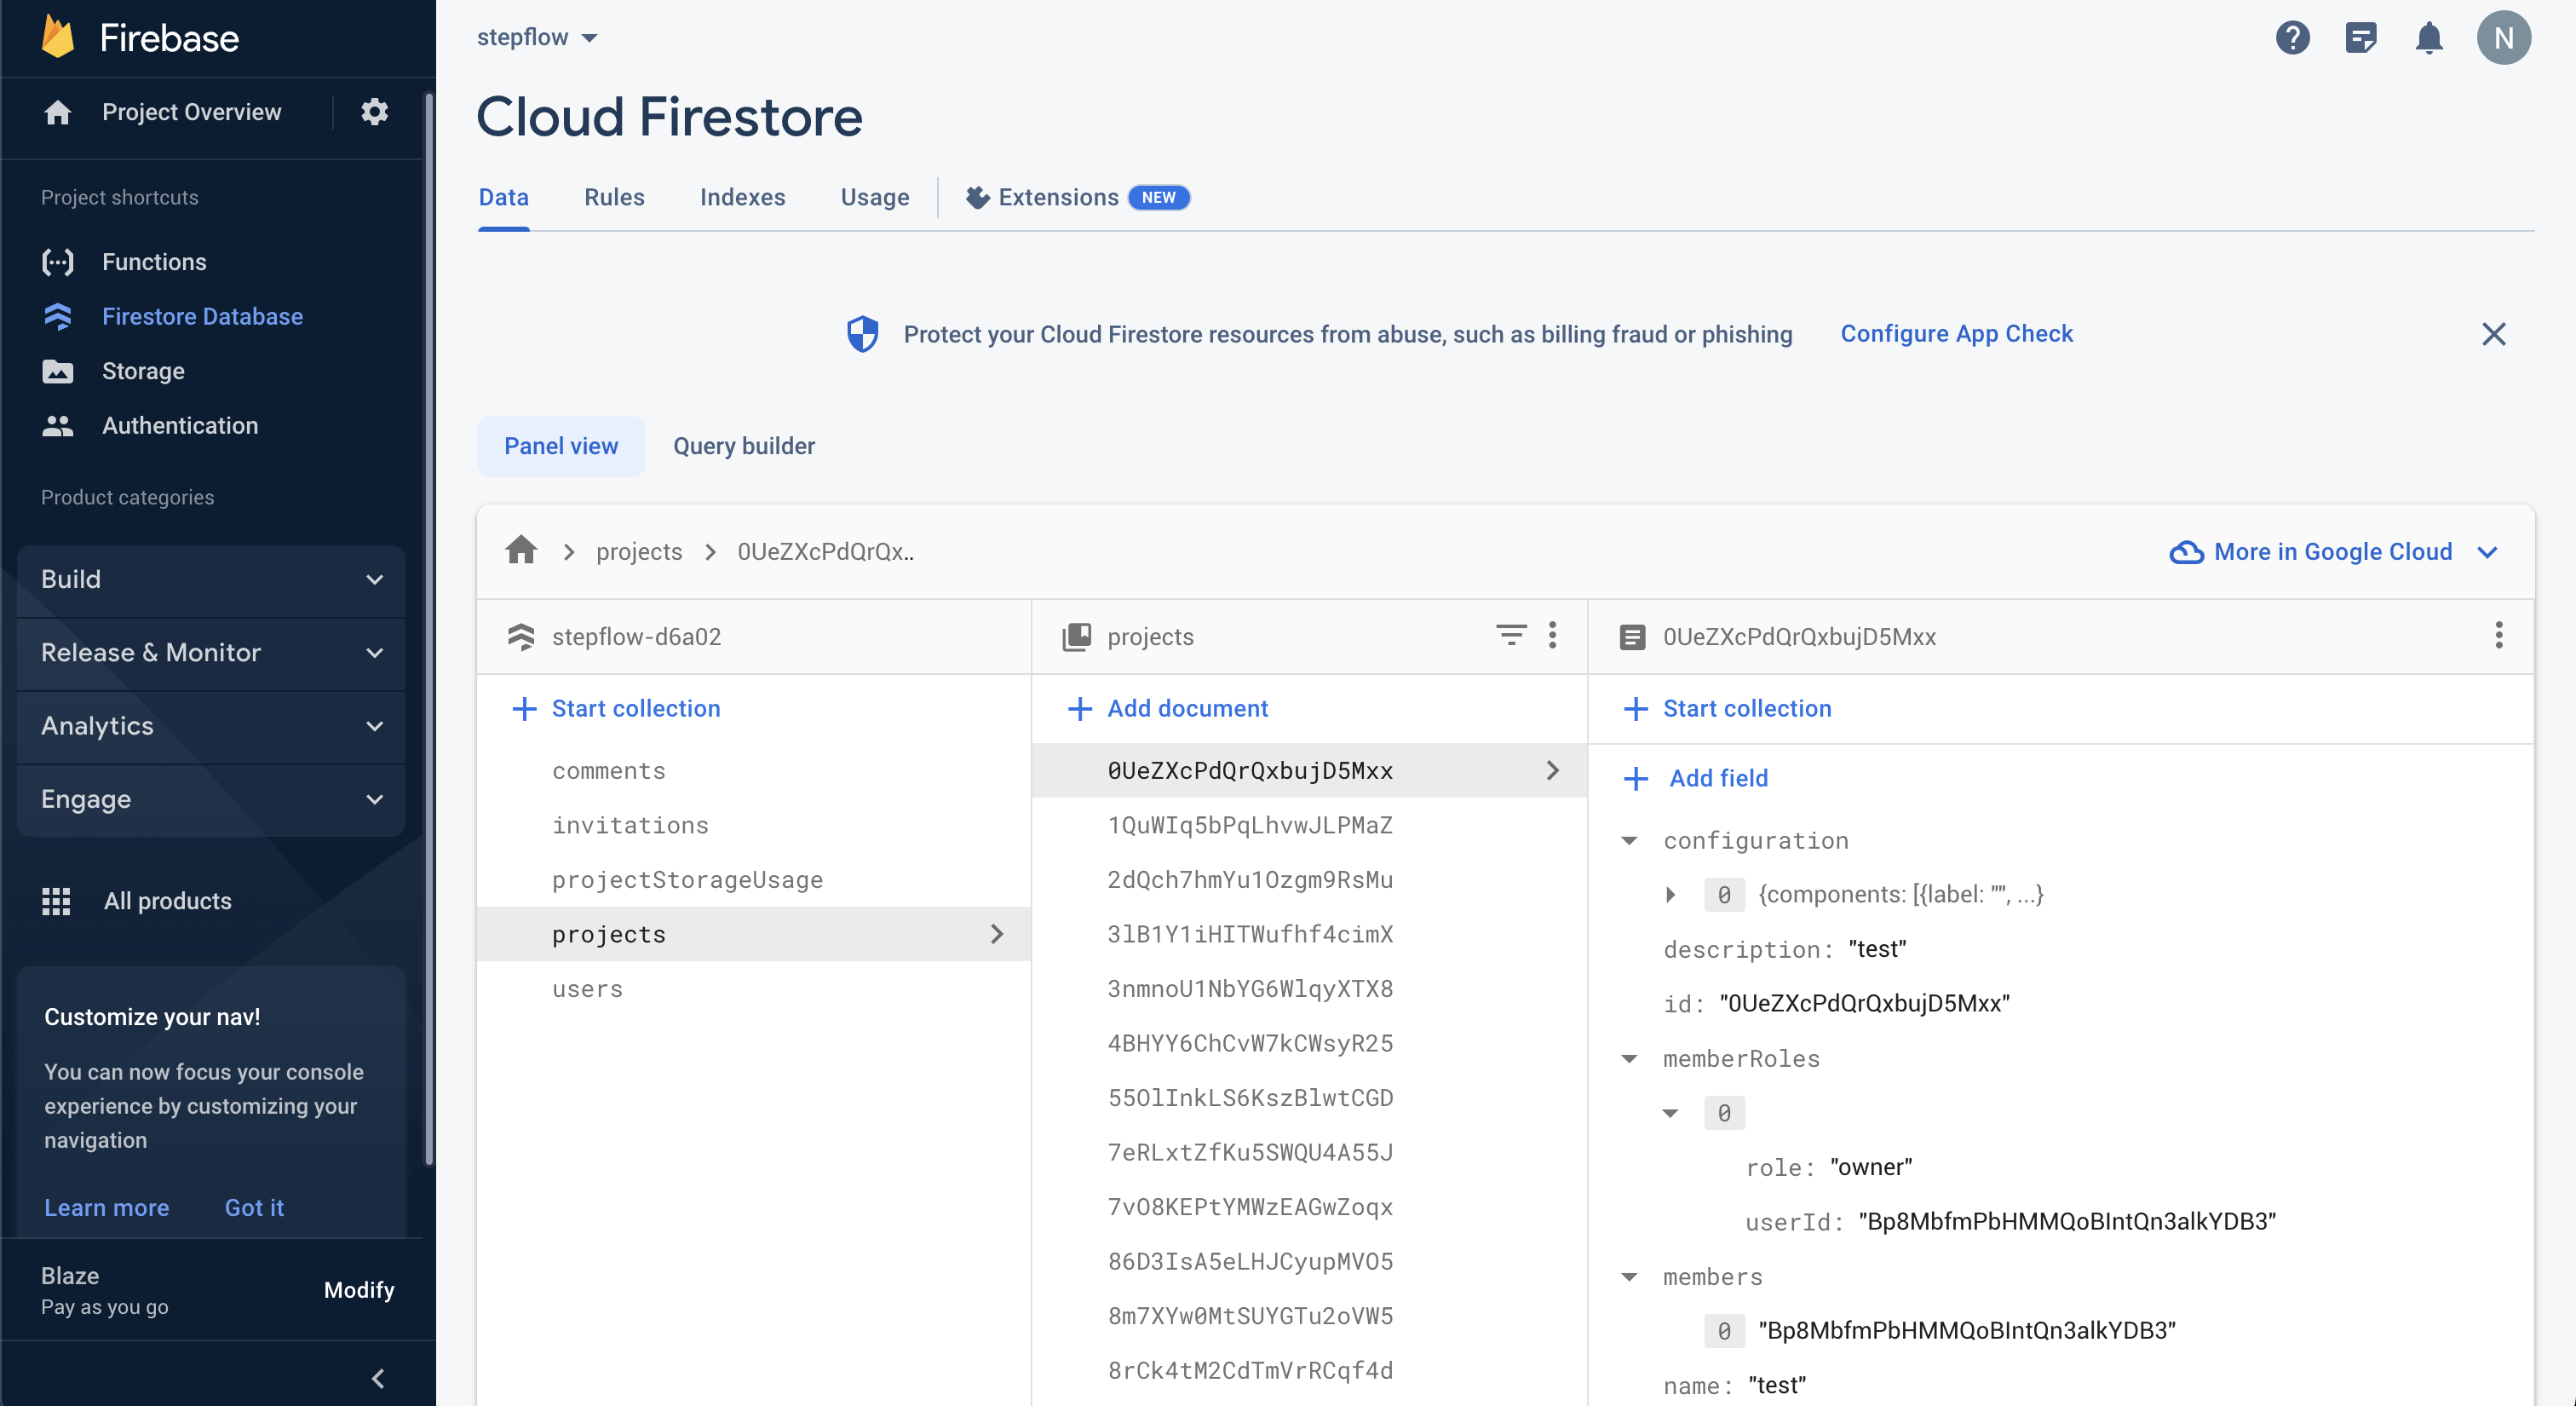 Firebase
Project Overview
Project shortcuts
Functions
Firestore Database
Storage
Authentication
Product categories
Build
Release & Monitor
Analytics
Engage
All products
Customize your nav!
You can now focus your console
experience by customizing your
navigation
Learn more Got it
Blaze
Pay as you go
Modify
stepflow
N
Cloud Firestore
Data Rules Indexes Usage Extensions NEW
Protect your Cloud Firestore resources from abuse, such as billing fraud or phishing Configure App Check
Panel view Query builder
projects 0UeZXcPdQrQx..
More in Google Cloud
stepflow-d6a02
Start collection
comments
invitations
projectStorageUsage
projects
users
projects
Add document
0UeZXcPdQrQxbujD5Mxx
1QuWIq5bPqLhvwJLPMaZ
2dQch7hmYu1Ozgm9RsMu
3lB1Y1iHITWufhf4cimX
3nmnoU1NbYG6WlqyXTX8
4BHYY6ChCvW7kCWsyR25
55OlInkLS6KszBlwtCGD
7eRLxtZfKu5SWQU4A55J
7vO8KEPtYMWzEAGwZoqx
86D3IsA5eLHJCyupMVO5
8m7XYw0MtSUYGTu2oVW5
8rCk4tM2CdTmVrRCqf4d
0UeZXcPdQrQxbujD5Mxx
Start collection
Add field
configuration
0 {components: [{label: "", ...}
description: "test"
id: "0UeZXcPdQrQxbujD5Mxx"
memberRoles
0
role: "owner"
userId: "Bp8MbfmPbHMMQoBIntQn3alkYDB3"
members
0 "Bp8MbfmPbHMMQoBIntQn3alkYDB3"
name: "test"